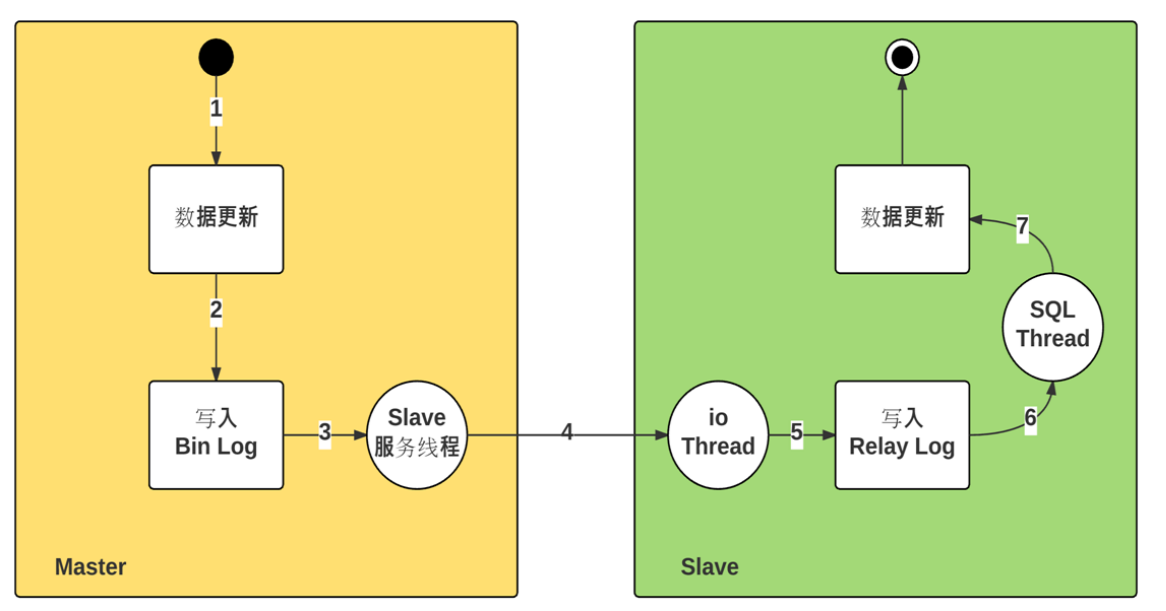 1
数据更新
2
写入
Bin Log
3
Slave
服务线程
4
Master
io
Thread
5
写入
Relay Log
6
SQL
Thread
7
数据更新
Slave